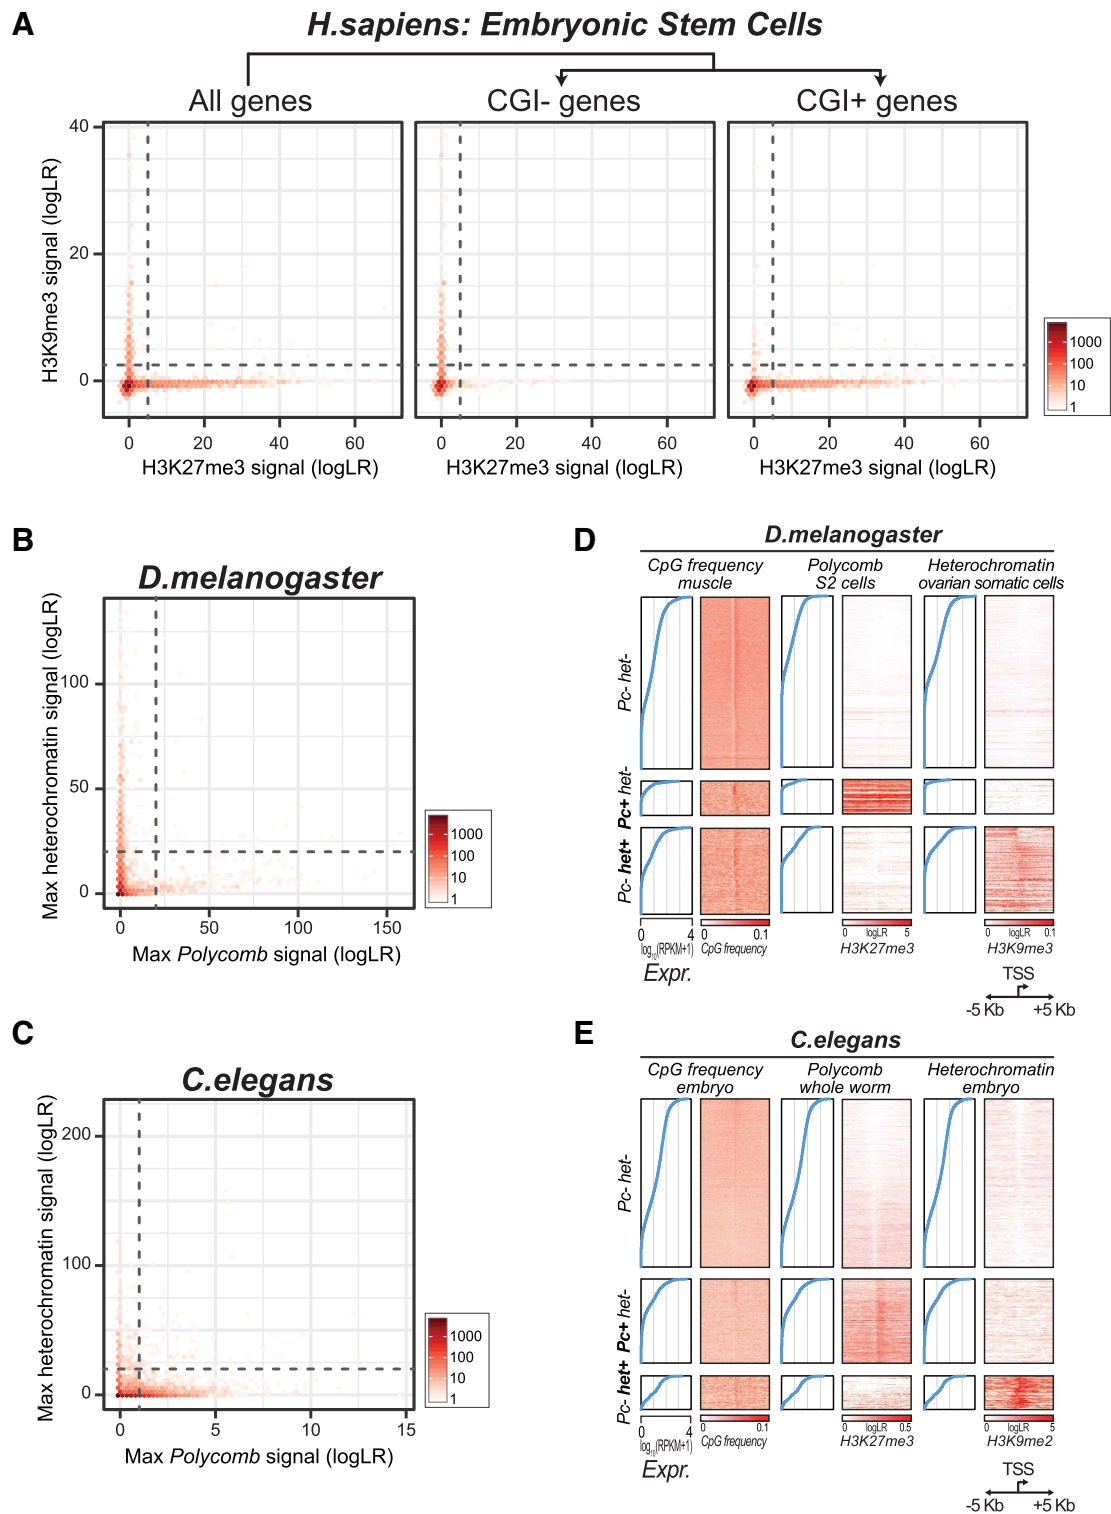 A
H.sapiens: Embryonic Stem Cells
All genes
CGI- genes
CGI+ genes
H3K9me3 signal (logLR)
40
20
0
0 20 40 60
0 20 40 60
0 20 40 60
H3K27me3 signal (logLR)
H3K27me3 signal (logLR)
H3K27me3 signal (logLR)
1000
100
10
1
B
D.melanogaster
Max heterochromatin signal (logLR)
100
50
0
0 50 100 150
Max Polycomb signal (logLR)
1000
100
10
1
C
C.elegans
Max heterochromatin signal (logLR)
200
100
0
0 5 10 15
Max Polycomb signal (logLR)
1000
100
10
1
D
D.melanogaster
CpG frequency
muscle
Polycomb
S2 cells
Heterochromatin
ovarian somatic cells
Pc- het-
Pc+ het-
Pc- het+
0 4
log10(RPKM+1)
Expr.
0 0.1
CpG frequency
0 logLR 5
H3K27me3
0 logLR 0.1
H3K9me3
TSS
-5 Kb +5 Kb
E
C.elegans
CpG frequency
embryo
Polycomb
whole worm
Heterochromatin
embryo
Pc- het-
Pc+ het-
Pc- het+
0 4
log10(RPKM+1)
Expr.
0 0.1
CpG frequency
0 logLR 0.5
H3K27me3
0 logLR 5
H3K9me2
TSS
-5 Kb +5 Kb